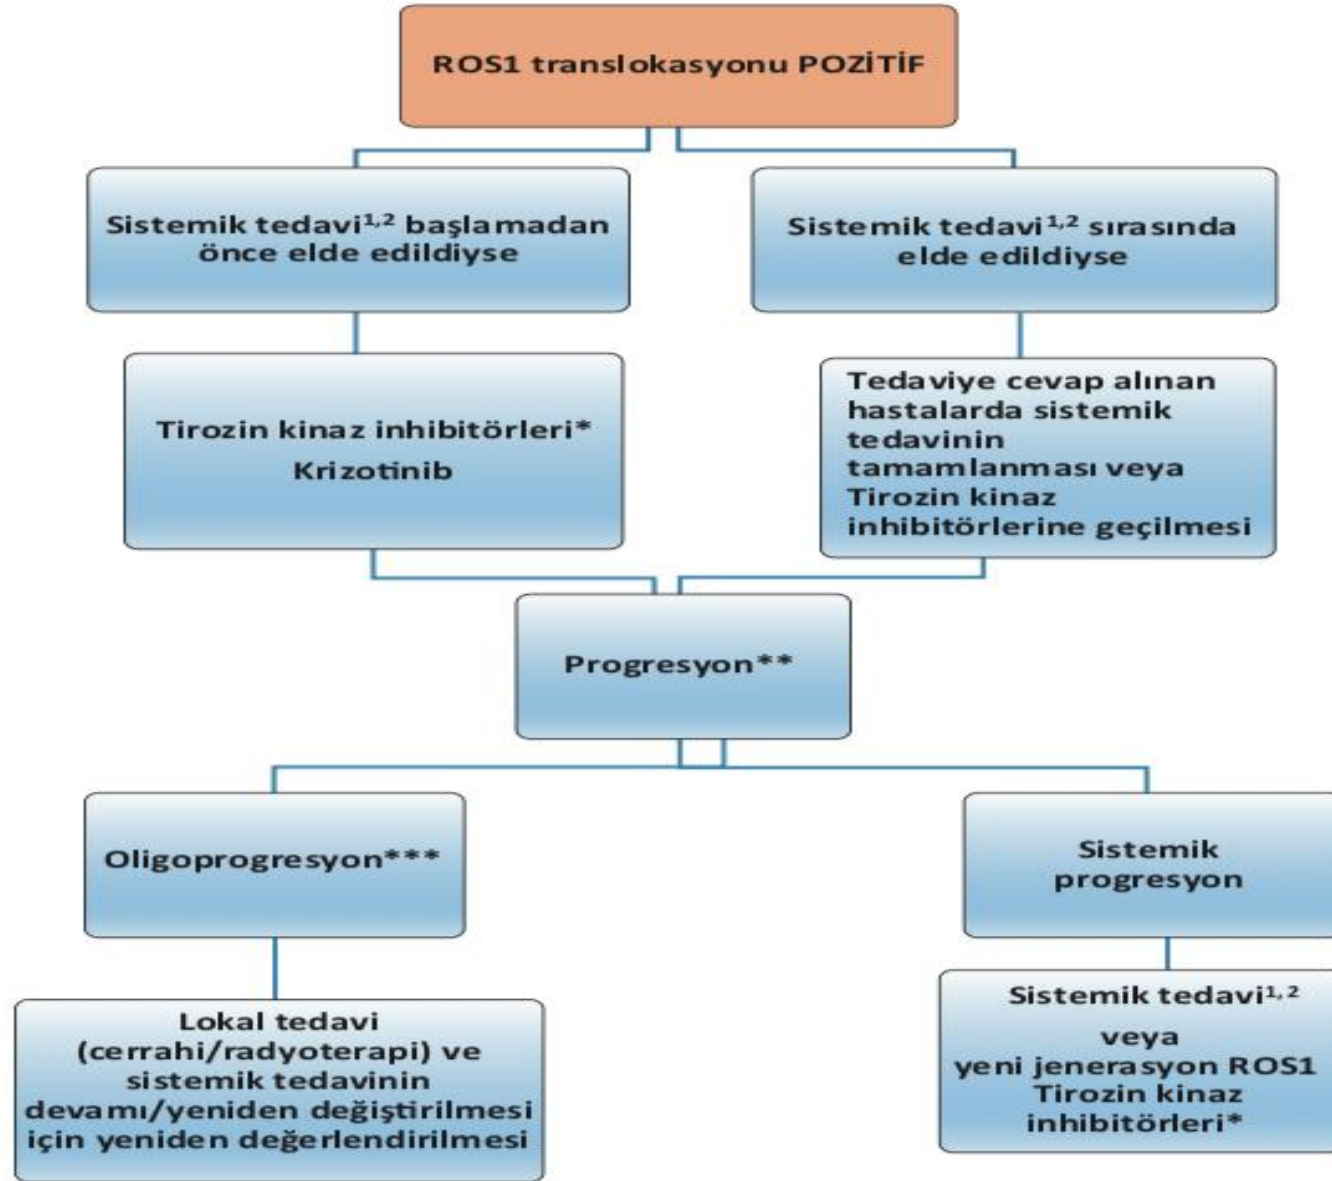 ROS1 translokasyonu POZİTİF
Sistemik tedavi¹,² başlamadan
önce elde edildiyse
Sistemik tedavi¹,² sırasında
elde edildiyse
Tirozin kinaz inhibitörleri*
Krizotinib
Tedaviye cevap alınan
hastalarda sistemik
tedavinin
tamamlanması veya
Tirozin kinaz
inhibitörlerine geçilmesi
Progresyon**
Oligoprogresyon***
Sistemik
progresyon
Lokal tedavi
(cerrahi/radyoterapi) ve
sistemik tedavinin
devamı/yeniden değiştirilmesi
için yeniden değerlendirilmesi
Sistemik tedavi¹,²
veya
yeni jenerasyon ROS1
Tirozin kinaz
inhibitörleri*